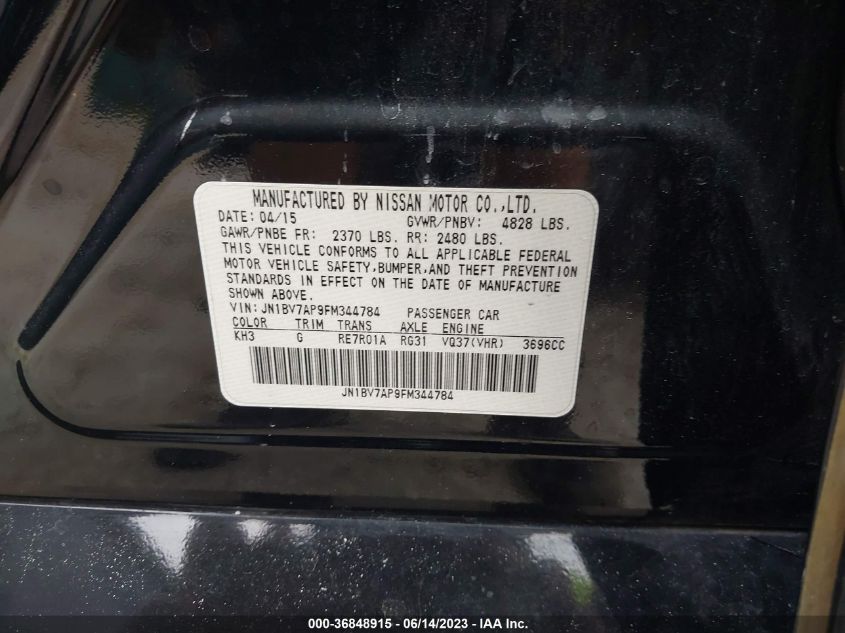 MANUFACTURED BY NISSAN MOTOR CO.,LTD.
DATE: 04/15 GVWR/PNBV: 4828 LBS.
GAWR/PNBE FR: 2370 LBS. RR: 2480 LBS.
THIS VEHICLE CONFORMS TO ALL APPLICABLE FEDERAL
MOTOR VEHICLE SAFETY,BUMPER,AND THEFT PREVENTION
STANDARDS IN EFFECT ON THE DATE OF MANUFACTURE
SHOWN ABOVE.
VIN: JN1BV7AP9FM344784 PASSENGER CAR
COLOR TRIM TRANS AXLE ENGINE
KH3 G RE7R01A RG31 VQ37(VHR) 3696CC
JN1BV7AP9FM344784
000-36848915 - 06/14/2023 - IAA Inc.